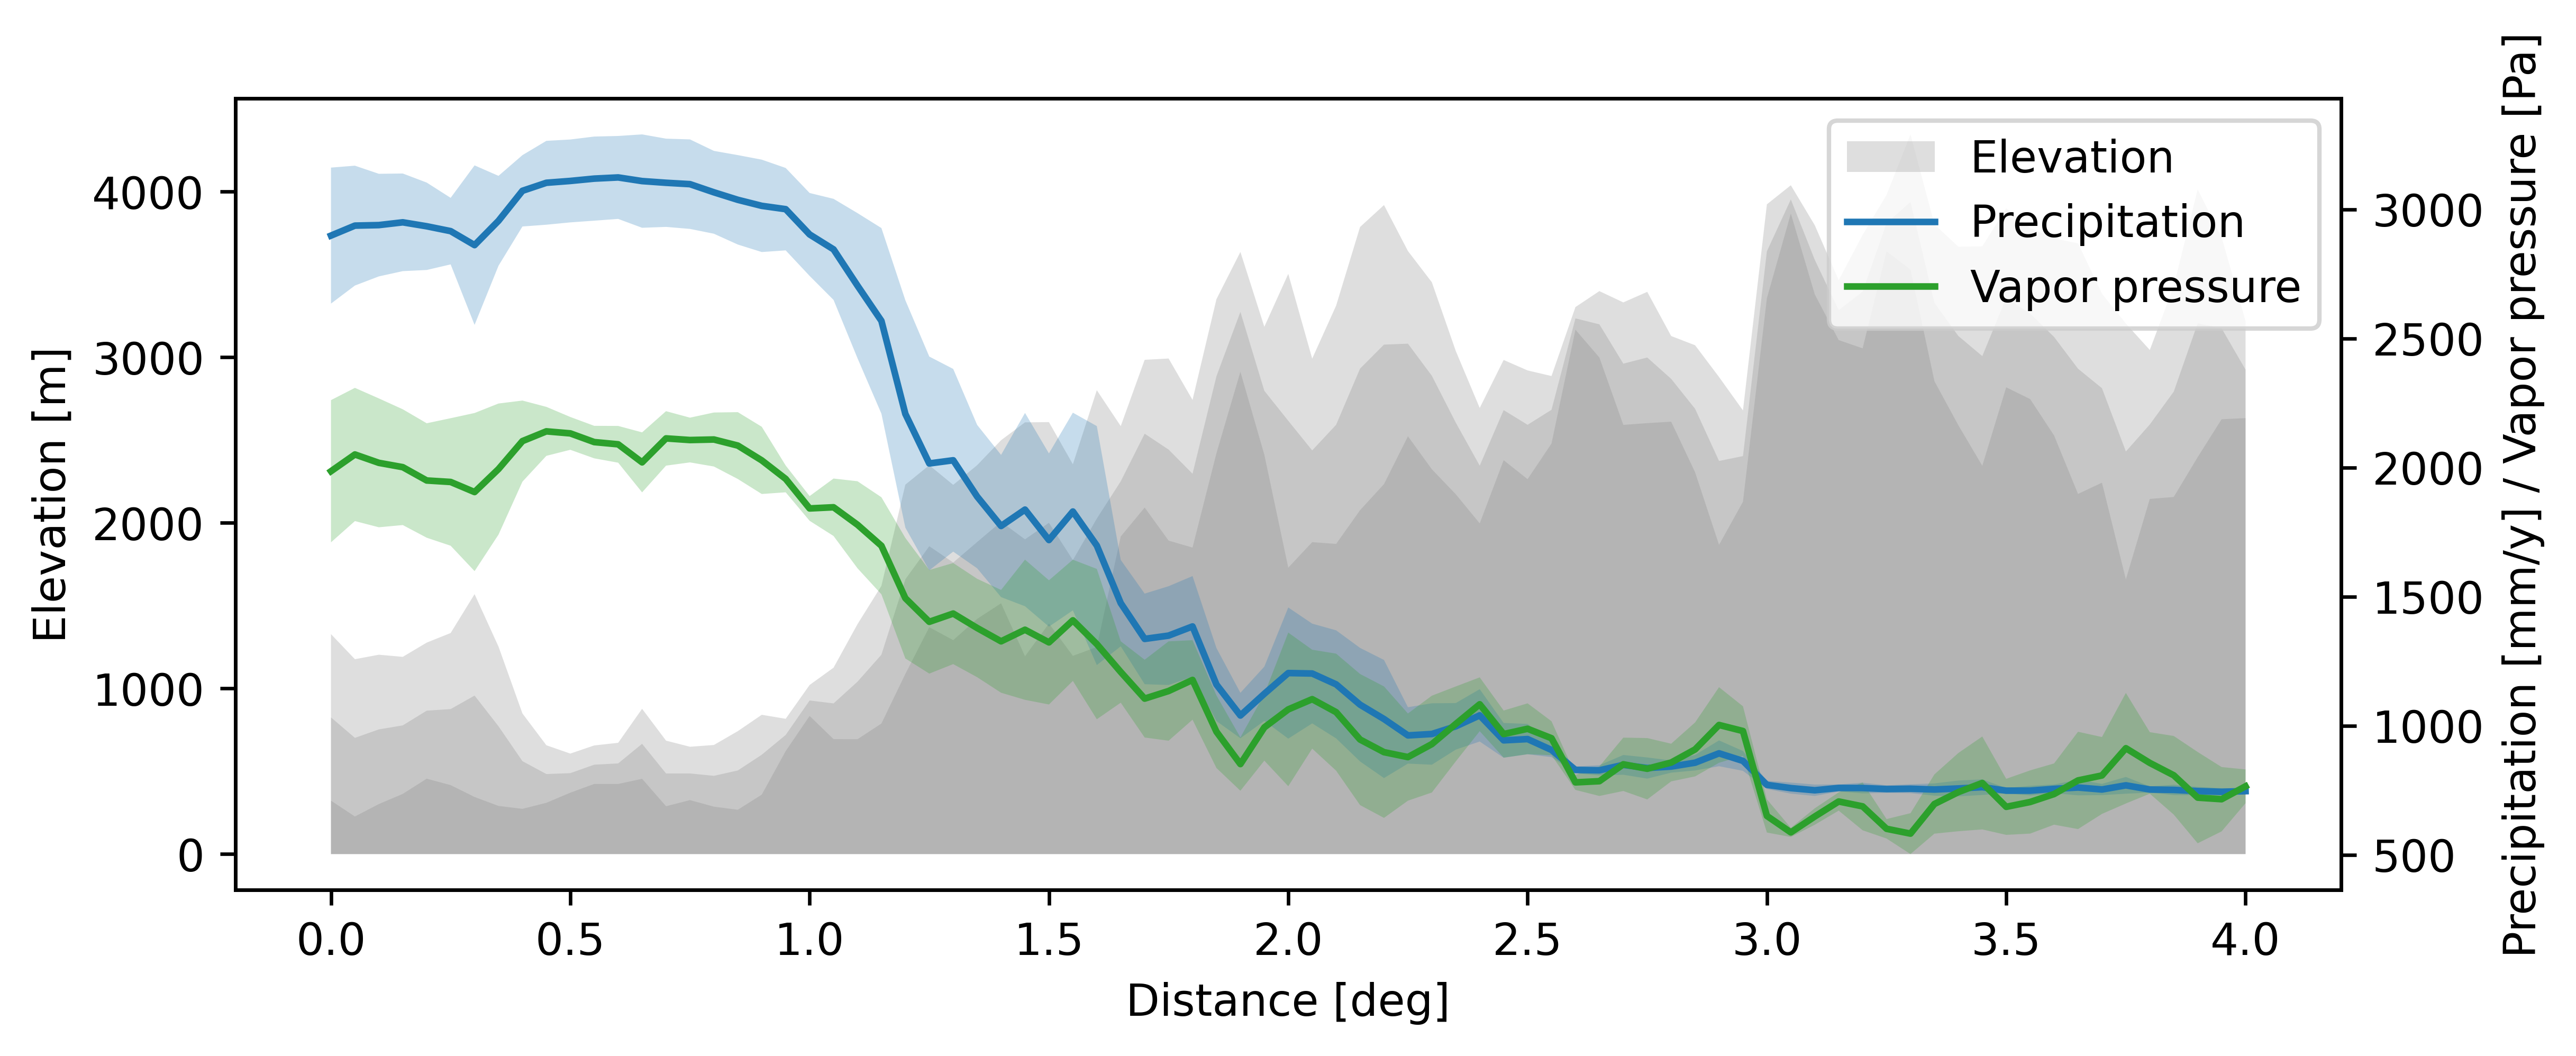 Elevation [m]
4000
3000
2000
1000
0
Elevation
Precipitation
Vapor pressure
3000
2500
2000
1500
1000
500
Precipitation [mm/y] / Vapor pressure [Pa]
0.0 0.5 1.0 1.5 2.0 2.5 3.0 3.5 4.0
Distance [deg]